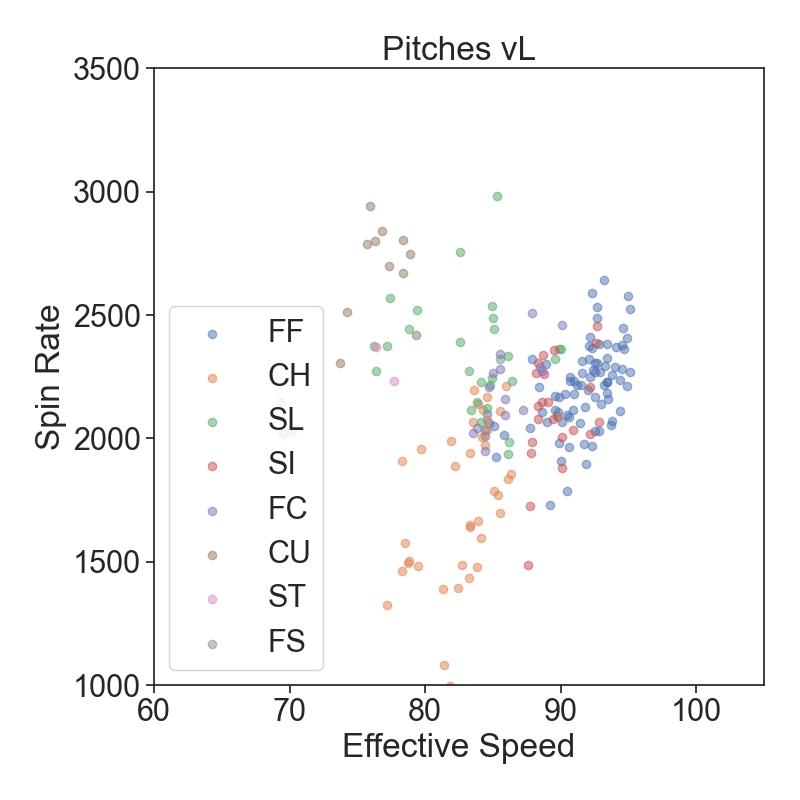 Pitches vL
3500
3000
2500
2000
1500
1000
Spin Rate
FF
CH
SL
SI
FC
CU
ST
FS
60 70 80 90 100
Effective Speed